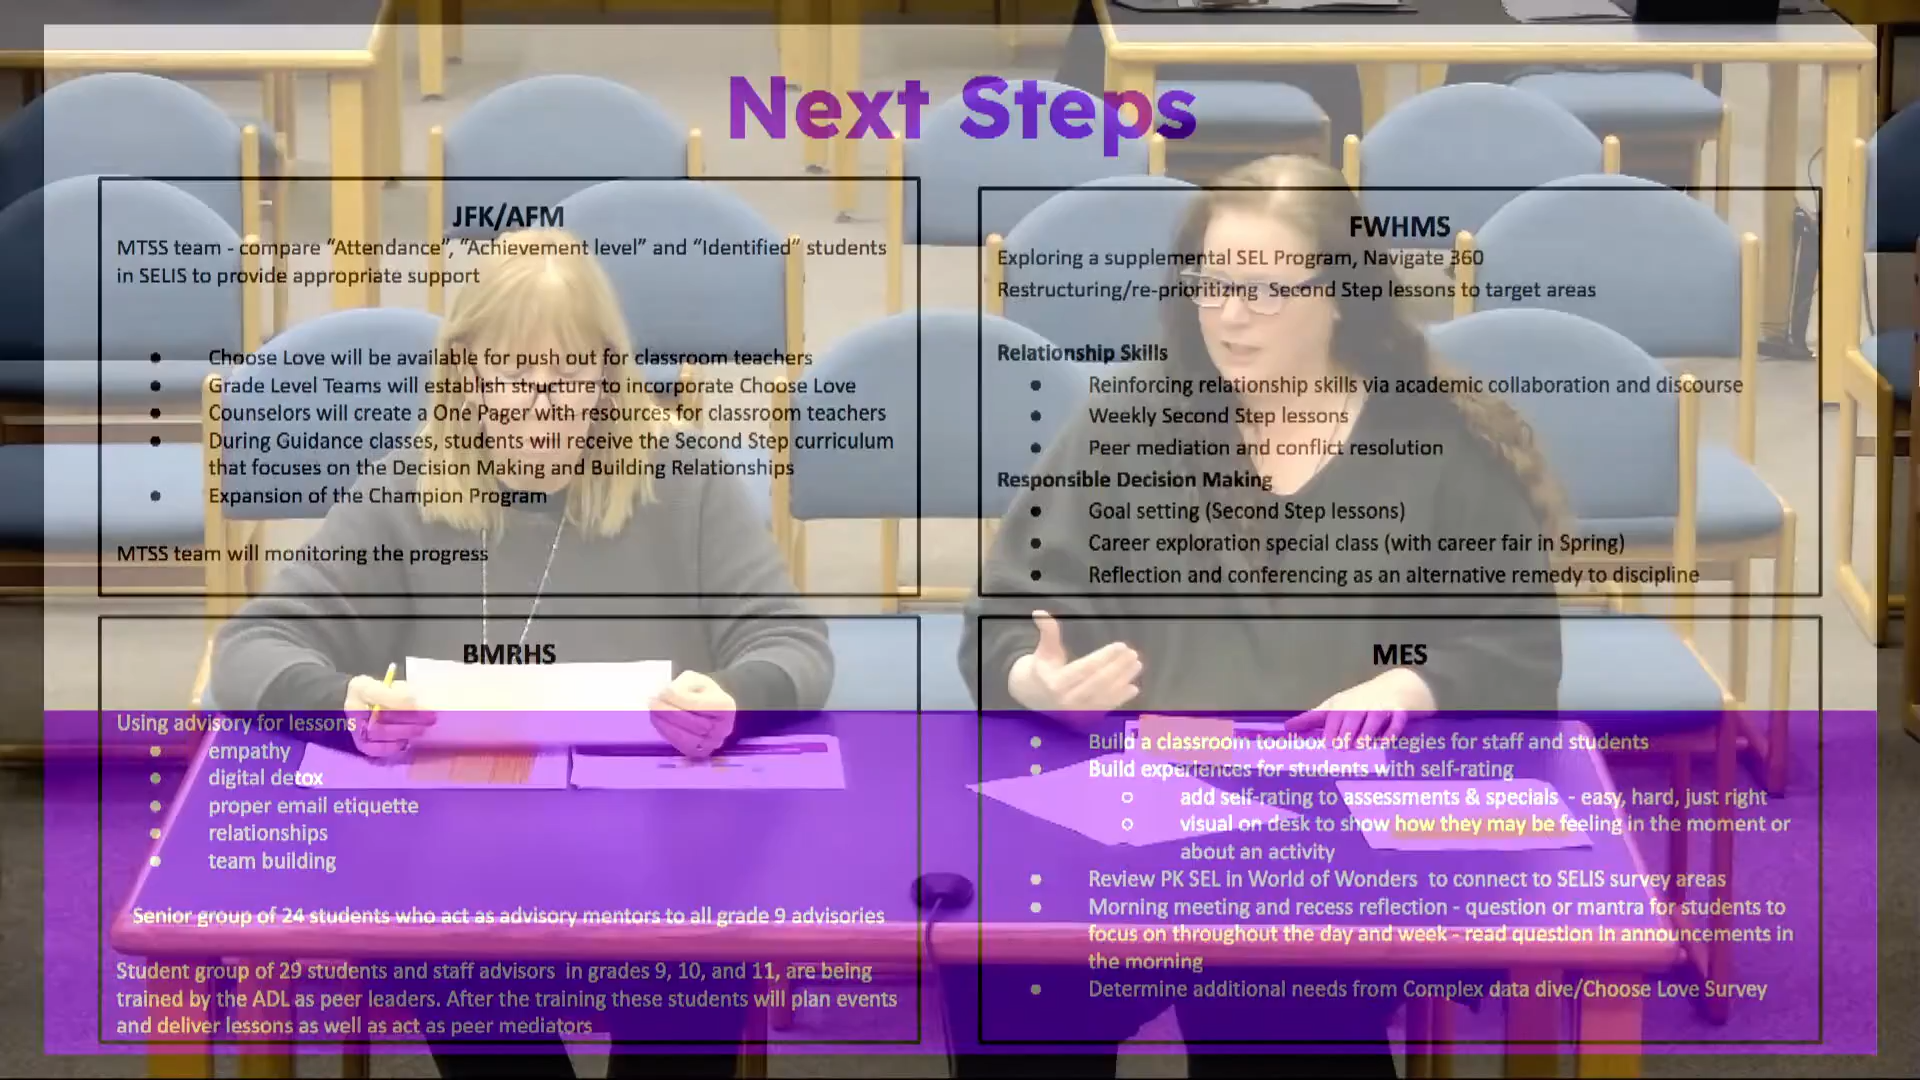 Next Steps
JFK/AFM
MTSS team - compare “Attendance”, “Achievement level” and “Identified” students
in SELIS to provide appropriate support
• Choose Love will be available for push out for classroom teachers
• Grade Level Teams will establish structure to incorporate Choose Love
• Counselors will create a One Pager with resources for classroom teachers
• During Guidance classes, students will receive the Second Step curriculum
that focuses on the Decision Making and Building Relationships
• Expansion of the Champion Program
MTSS team will monitoring the progress
FWHMS
Exploring a supplemental SEL Program, Navigate 360
Restructuring/re-prioritizing Second Step lessons to target areas
Relationship Skills
• Reinforcing relationship skills via academic collaboration and discourse
• Weekly Second Step lessons
• Peer mediation and conflict resolution
Responsible Decision Making
• Goal setting (Second Step lessons)
• Career exploration special class (with career fair in Spring)
• Reflection and conferencing as an alternative remedy to discipline
BMRHS
Using advisory for lessons
• empathy
• digital detox
• proper email etiquette
• relationships
• team building
Senior group of 24 students who act as advisory mentors to all grade 9 advisories
Student group of 29 students and staff advisors in grades 9, 10, and 11, are being
trained by the ADL as peer leaders. After the training these students will plan events
and deliver lessons as well as act as peer mediators
MES
• Build a classroom toolbox of strategies for staff and students
• Build experiences for students with self-rating
○ add self-rating to assessments & specials - easy, hard, just right
○ visual on desk to show how they may be feeling in the moment or
about an activity
• Review PK SEL in World of Wonders to connect to SELIS survey areas
• Morning meeting and recess reflection - question or mantra for students to
focus on throughout the day and week - read question in announcements in
the morning
• Determine additional needs from Complex data dive/Choose Love Survey